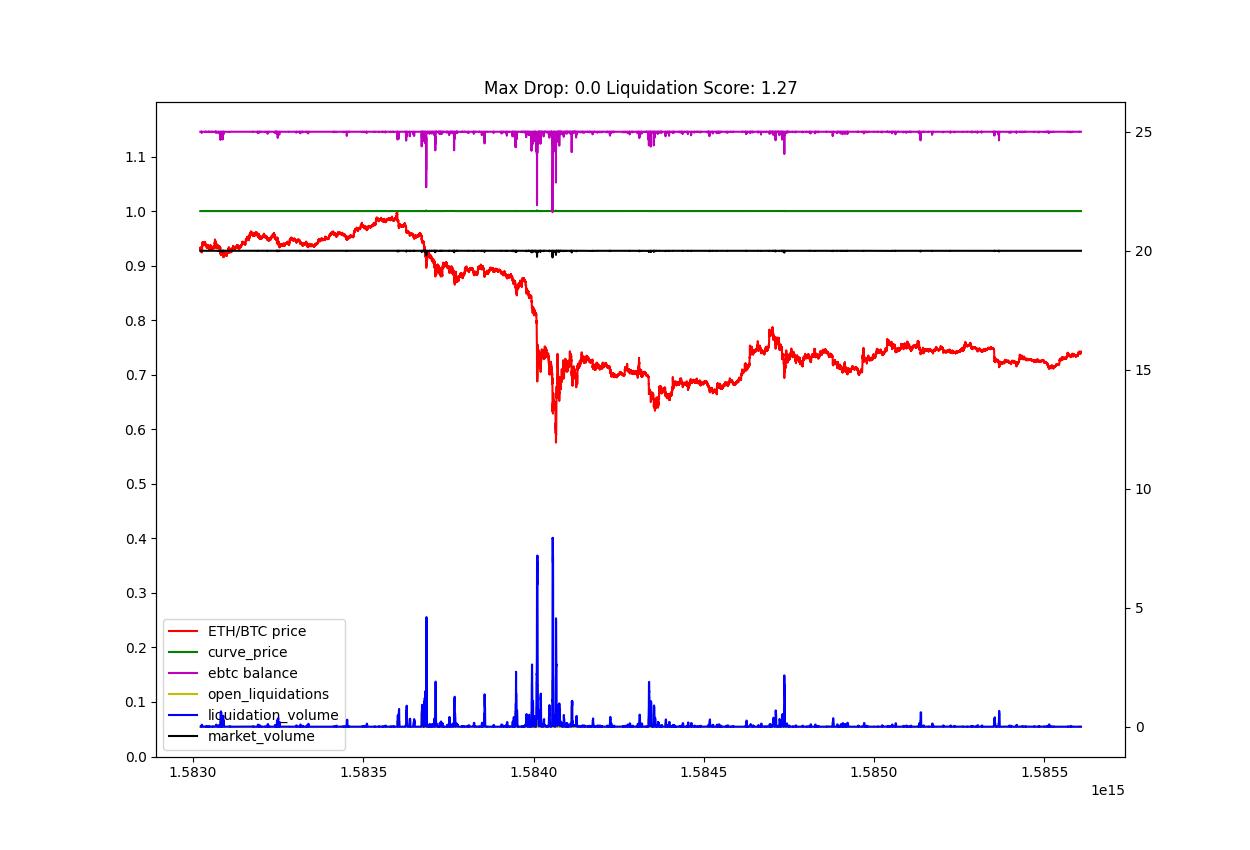 Max Drop: 0.0 Liquidation Score: 1.27
1.1
1.0
0.9
0.8
0.7
0.6
0.5
0.4
0.3
0.2
0.1
0.0
25
20
15
10
5
0
ETH/BTC price
curve_price
ebtc balance
open_liquidations
liquidation_volume
market_volume
1.5830 1.5835 1.5840 1.5845 1.5850 1.5855
1e15